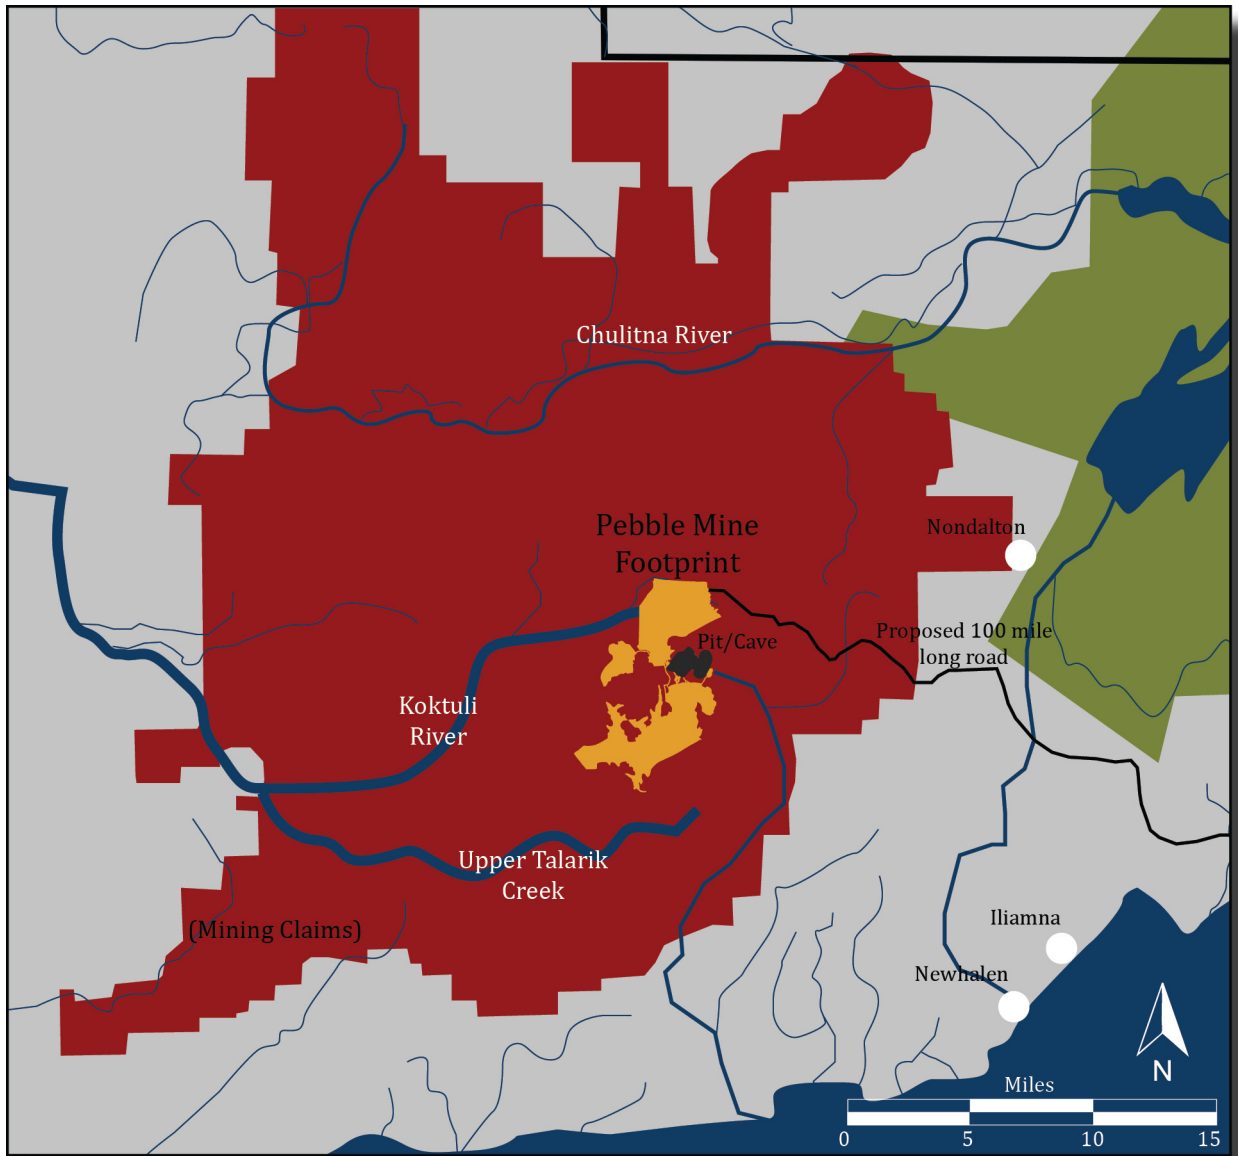 Chulitna River
Pebble Mine
Footprint
Nondalton
Pit/Cave
Proposed 100 mile
long road
Koktuli
River
Upper Talarik
Creek
(Mining Claims)
Iliamna
Newhalen
N
Miles
0 5 10 15